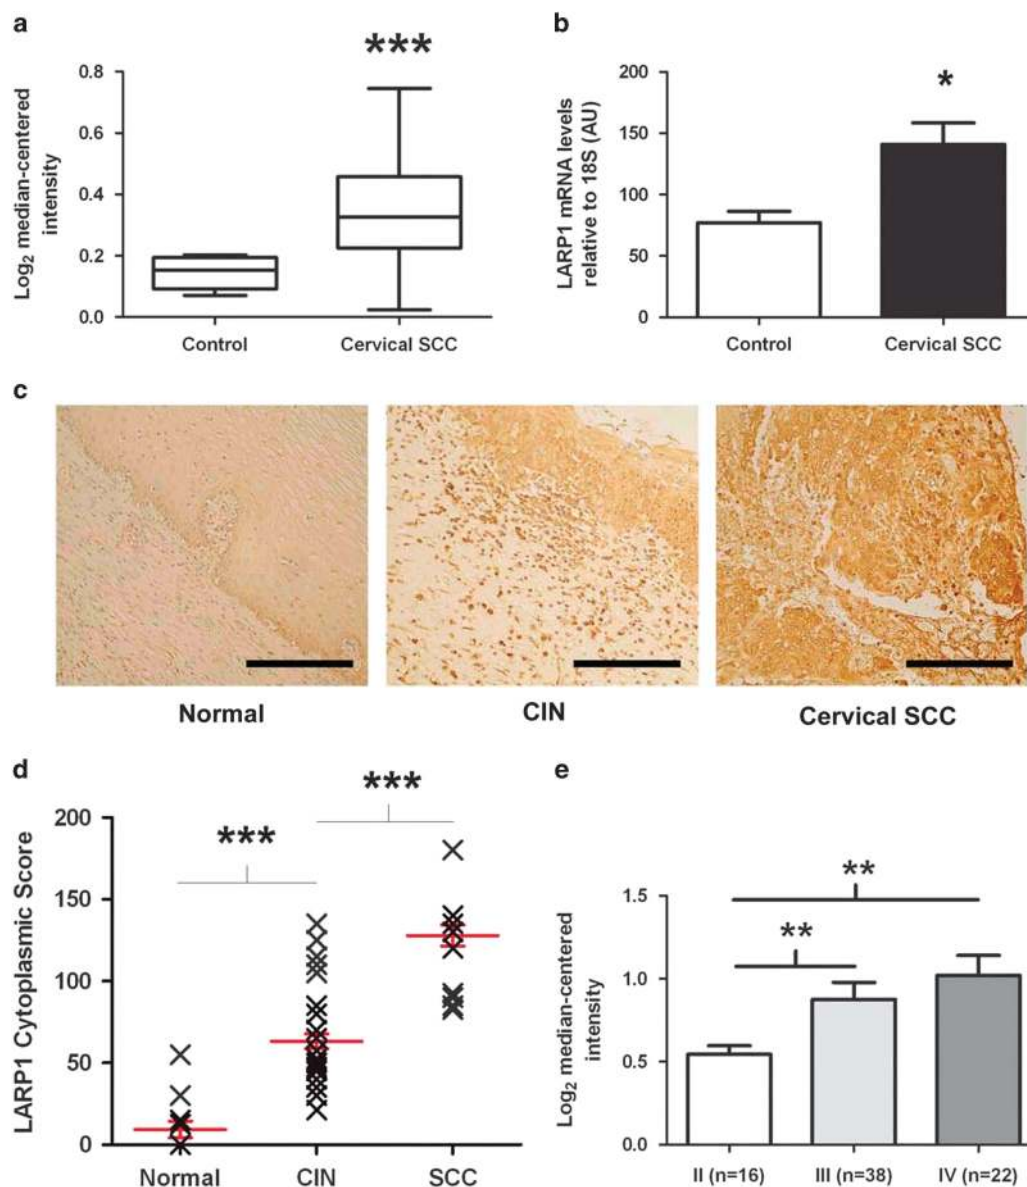 a
***
Log2 median-centered
intensity
0.8
0.6
0.4
0.2
0.0
Control
Cervical SCC
b
*
LARP1 mRNA levels
relative to 18S (AU)
200
150
100
50
0
Control
Cervical SCC
c
Normal
CIN
Cervical SCC
d
***
***
LARP1 Cytoplasmic Score
200
150
100
50
0
Normal
CIN
SCC
e
**
**
Log2 median-centered
intensity
1.5
1.0
0.5
0.0
II (n=16)
III (n=38)
IV (n=22)